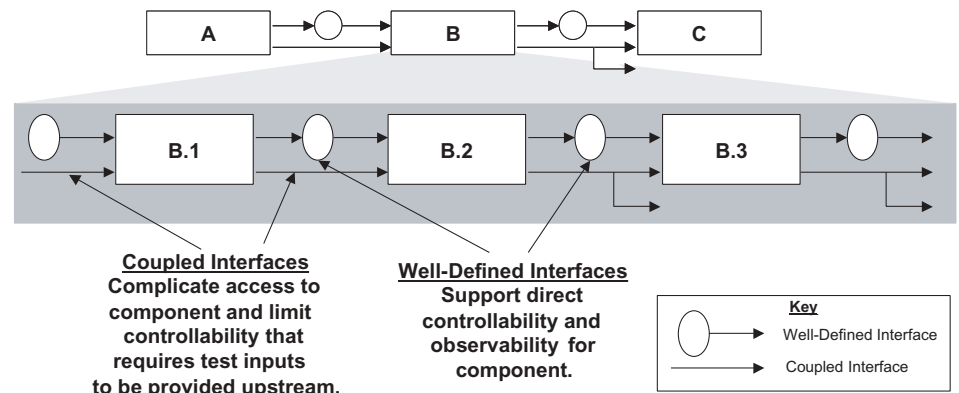 A
B
C
B.1
B.2
B.3
Coupled Interfaces
Complicate access to
component and limit
controllability that
requires test inputs
to be provided upstream.
Well-Defined Interfaces
Support direct
controllability and
observability for
component.
Key
Well-Defined Interface
Coupled Interface